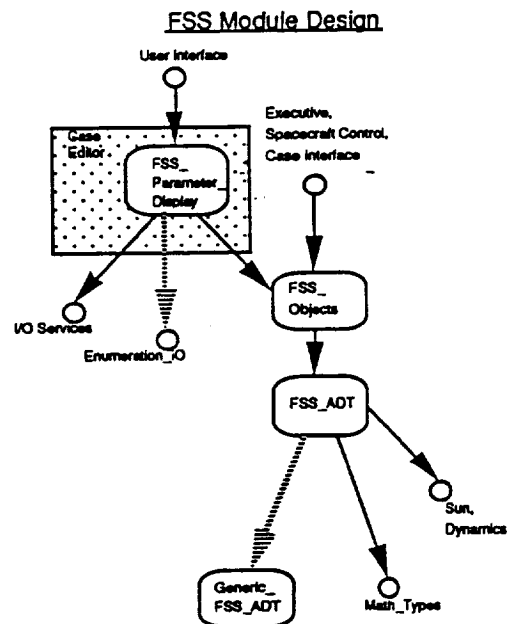 FSS Module Design
User Interface
Executive,
Spacecraft Control,
Case Interface
Case
Editor
FSS_
Parameter_
Display
FSS_
Objects
I/O Services
Enumeration_IO
FSS_ADT
Sun,
Dynamics
Generic_
FSS_ADT
Math_Types